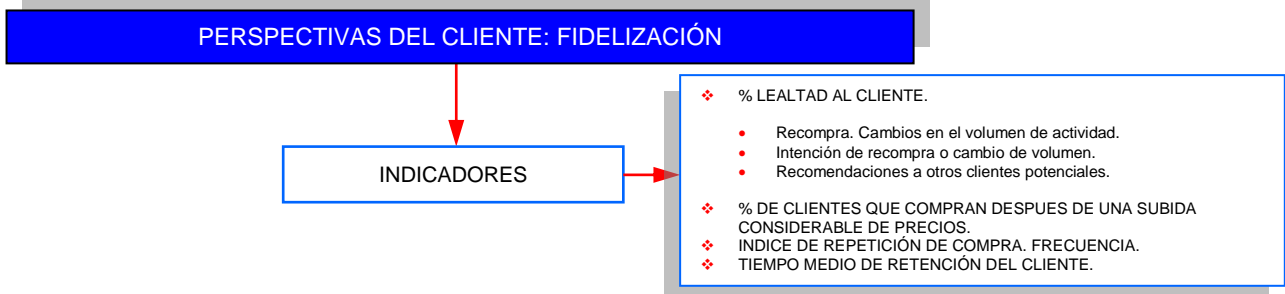 PERSPECTIVAS DEL CLIENTE: FIDELIZACIÓN
INDICADORES
% LEALTAD AL CLIENTE.
Recompra. Cambios en el volumen de actividad.
Intención de recompra o cambio de volumen.
Recomendaciones a otros clientes potenciales.
% DE CLIENTES QUE COMPRAN DESPUES DE UNA SUBIDA
CONSIDERABLE DE PRECIOS.
INDICE DE REPETICIÓN DE COMPRA. FRECUENCIA.
TIEMPO MEDIO DE RETENCIÓN DEL CLIENTE.